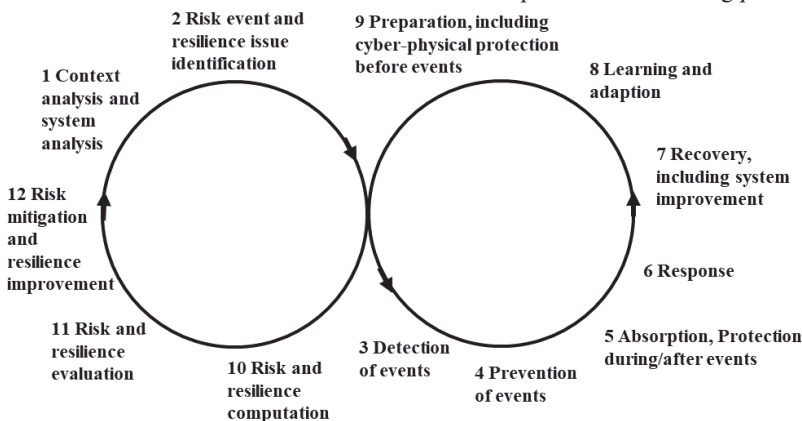 2 Risk event and
resilience issue
identification
9 Preparation, including
cyber-physical protection
before events
1 Context
analysis and
system
analysis
8 Learning and
adaption
7 Recovery,
including system
improvement
12 Risk
mitigation
and
resilience
improvement
6 Response
11 Risk and
resilience
evaluation
3 Detection
of events
5 Absorption, Protection
during/after events
10 Risk and
resilience
computation
4 Prevention
of events